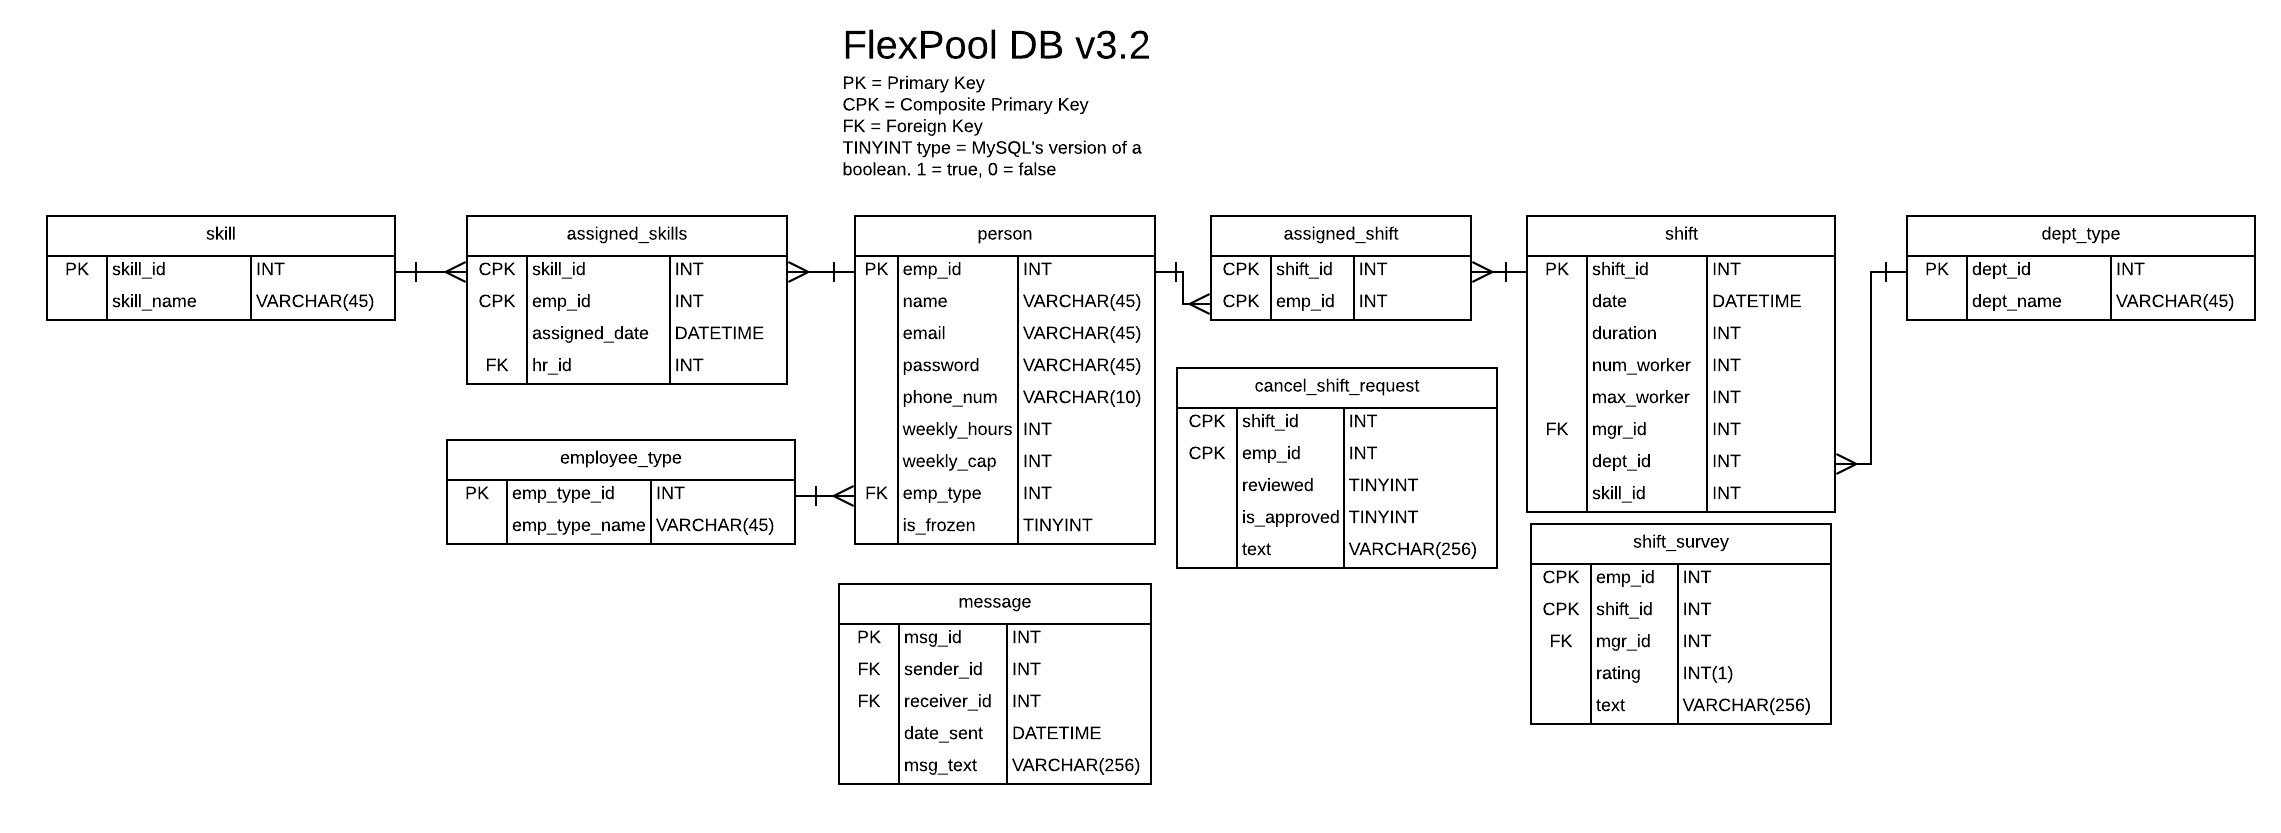 FlexPool DB v3.2
PK = Primary Key
CPK = Composite Primary Key
FK = Foreign Key
TINYINT type = MySQL's version of a
boolean. 1 = true, 0 = false
skill
PK skill_id INT
skill_name VARCHAR(45)
assigned_skills
CPK skill_id INT
CPK emp_id INT
assigned_date DATETIME
FK hr_id INT
person
PK emp_id INT
name VARCHAR(45)
email VARCHAR(45)
password VARCHAR(45)
phone_num VARCHAR(10)
weekly_hours INT
weekly_cap INT
FK emp_type INT
is_frozen TINYINT
assigned_shift
CPK shift_id INT
CPK emp_id INT
shift
PK shift_id INT
date DATETIME
duration INT
num_worker INT
max_worker INT
FK mgr_id INT
dept_id INT
skill_id INT
dept_type
PK dept_id INT
dept_name VARCHAR(45)
cancel_shift_request
CPK shift_id INT
CPK emp_id INT
reviewed TINYINT
is_approved TINYINT
text VARCHAR(256)
employee_type
PK emp_type_id INT
emp_type_name VARCHAR(45)
shift_survey
CPK emp_id INT
CPK shift_id INT
FK mgr_id INT
rating INT(1)
text VARCHAR(256)
message
PK msg_id INT
FK sender_id INT
FK receiver_id INT
date_sent DATETIME
msg_text VARCHAR(256)